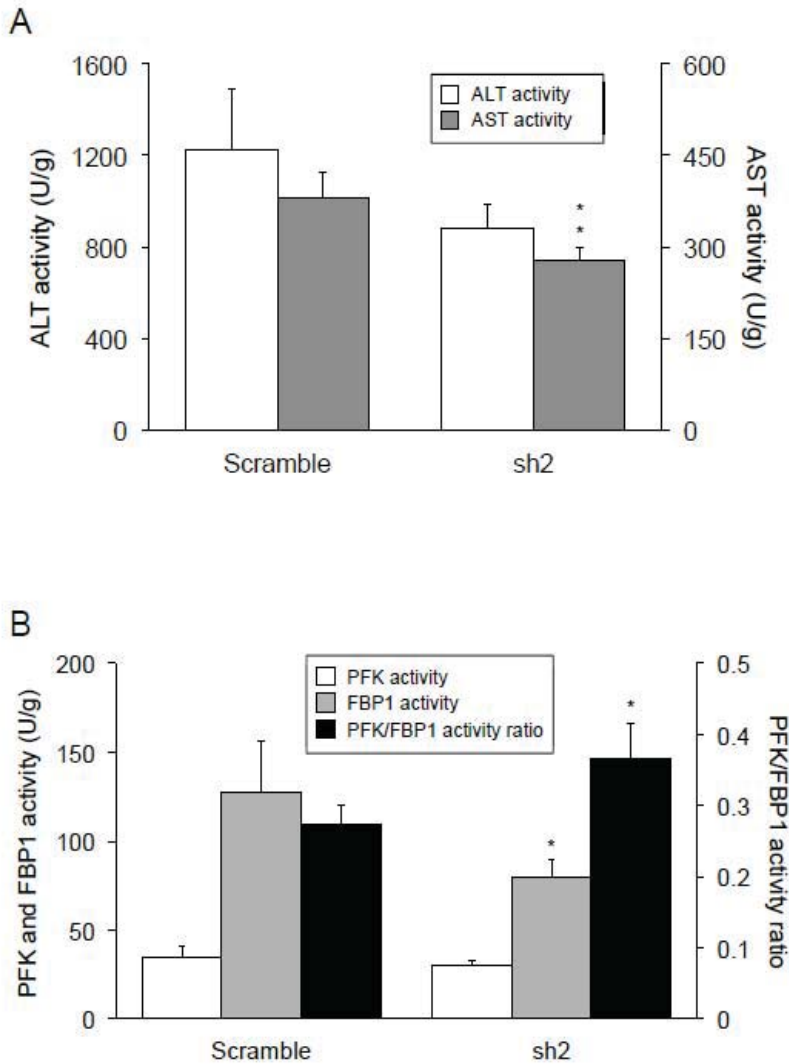 A
1600
1200
800
400
0
ALT activity (U/g)
ALT activity
AST activity
600
450
300
150
0
AST activity (U/g)
*
*
Scramble
sh2
B
200
150
100
50
0
PFK and FBP1 activity (U/g)
PFK activity
FBP1 activity
PFK/FBP1 activity ratio
0.5
0.4
0.3
0.2
0.1
0
PFK/FBP1 activity ratio
*
*
Scramble
sh2